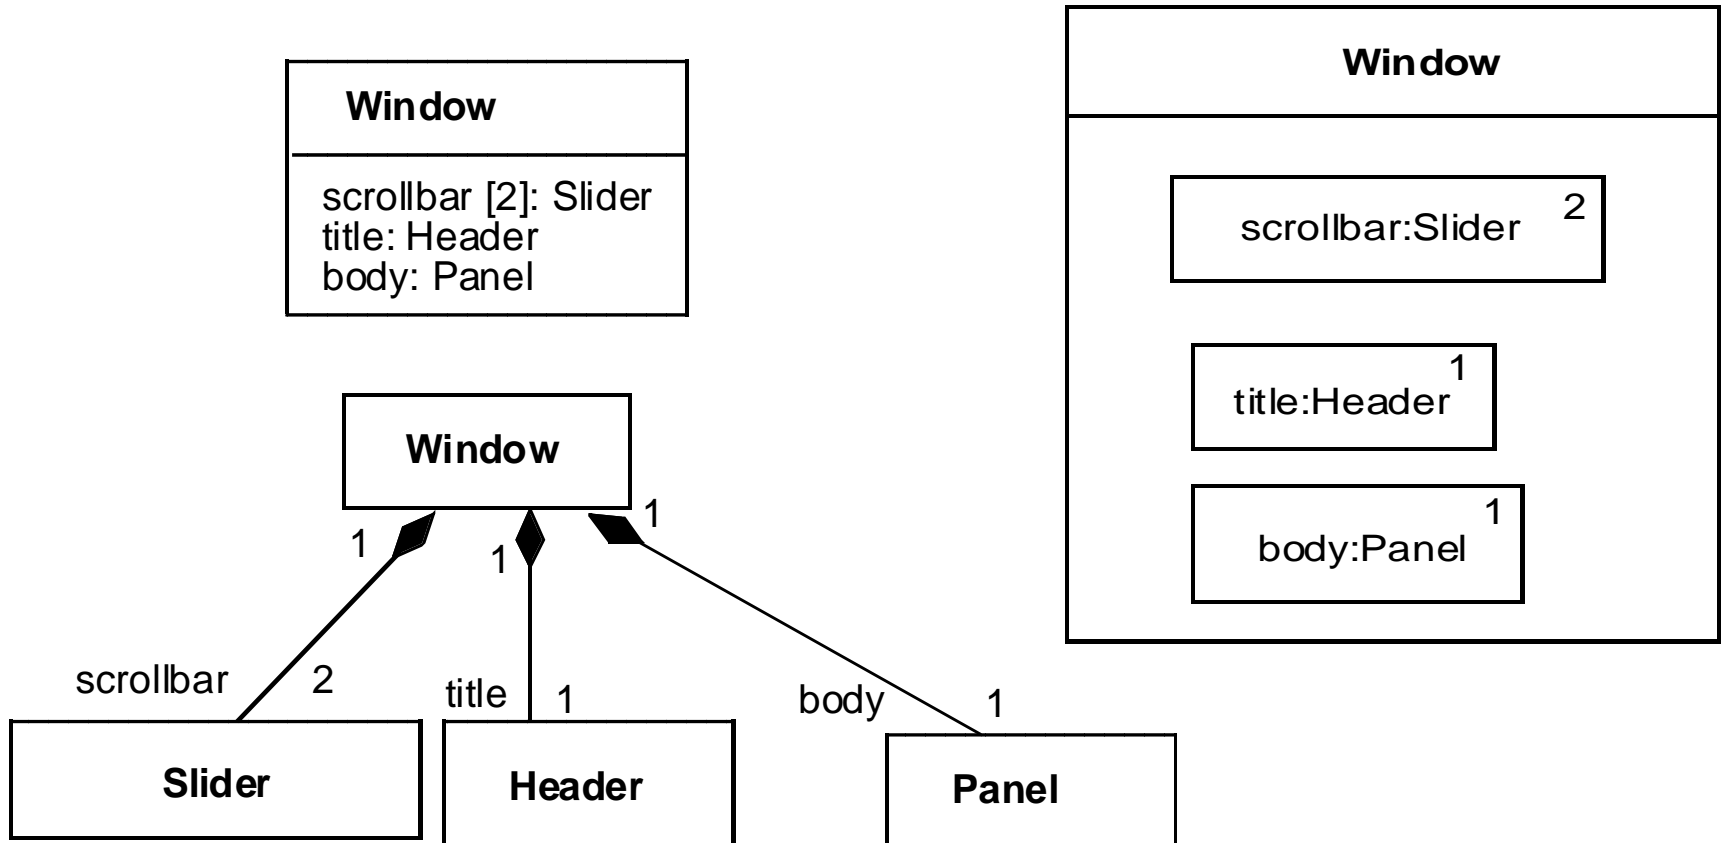 Window
scrollbar [2]: Slider
title: Header
body: Panel
Window
1
1
1
scrollbar
2
title
1
body
1
Slider
Header
Panel
Window
scrollbar:Slider
2
title:Header
1
body:Panel
1